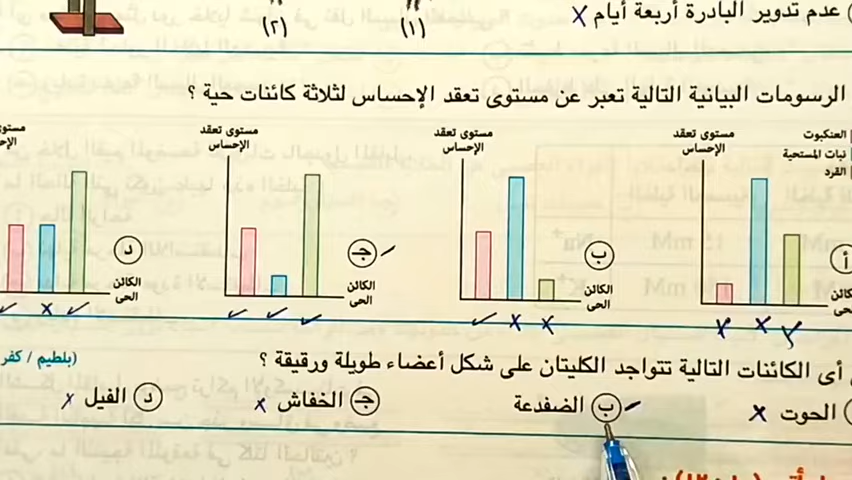 عدم تدوير البادرة أربعة أيام X
(١)
(٢)
الرسومات البيانية التالية تعبر عن مستوى تعقد الإحساس لثلاثة كائنات حية ؟
العنكبوت
نبات المستحية
القرد
مستوى تعقد
الإحساس
أ
مستوى تعقد
الإحساس
الكائن
الحى
ب
مستوى تعقد
الإحساس
الكائن
الحى
جـ
الكائن
الحى
د
أى الكائنات التالية تتواجد الكليتان على شكل أعضاء طويلة ورقيقة ؟
(بلطيم / كفر
الحوت X
ب الضفدعة
جـ الخفاش X
د الفيل X